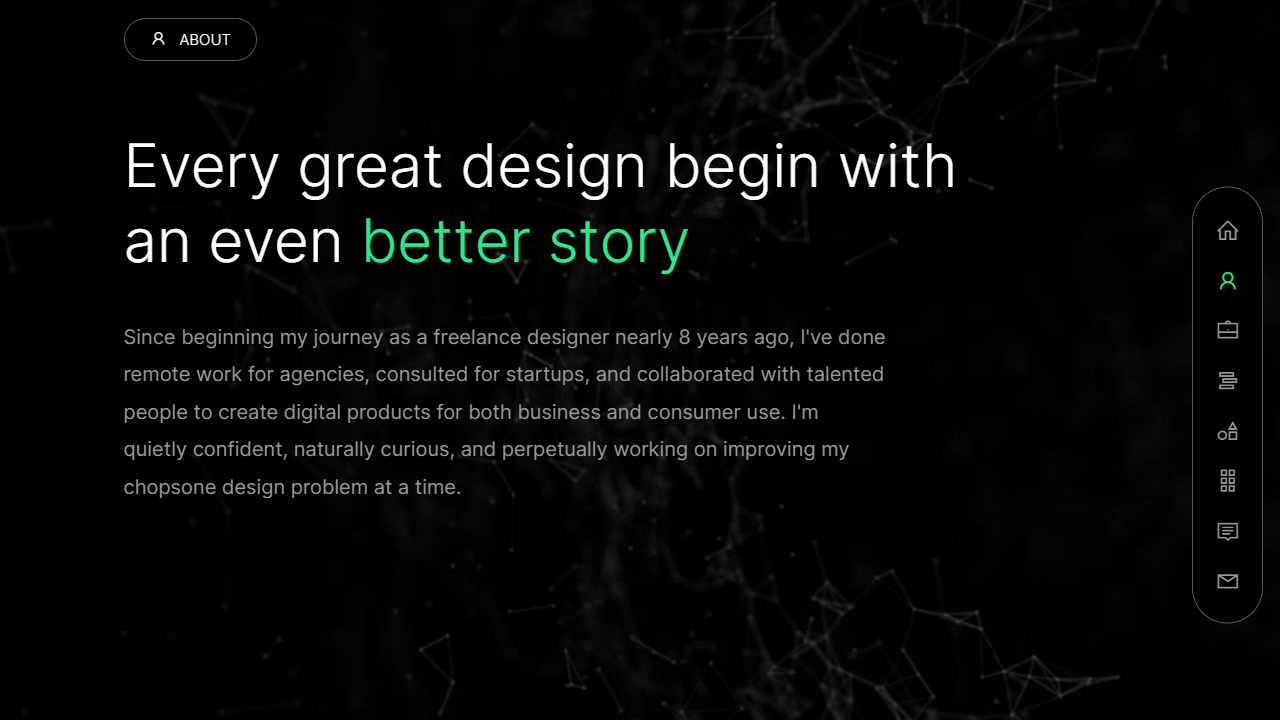 ABOUT
Every great design begin with
an even better story
Since beginning my journey as a freelance designer nearly 8 years ago, I've done
remote work for agencies, consulted for startups, and collaborated with talented
people to create digital products for both business and consumer use. I'm
quietly confident, naturally curious, and perpetually working on improving my
chopsone design problem at a time.